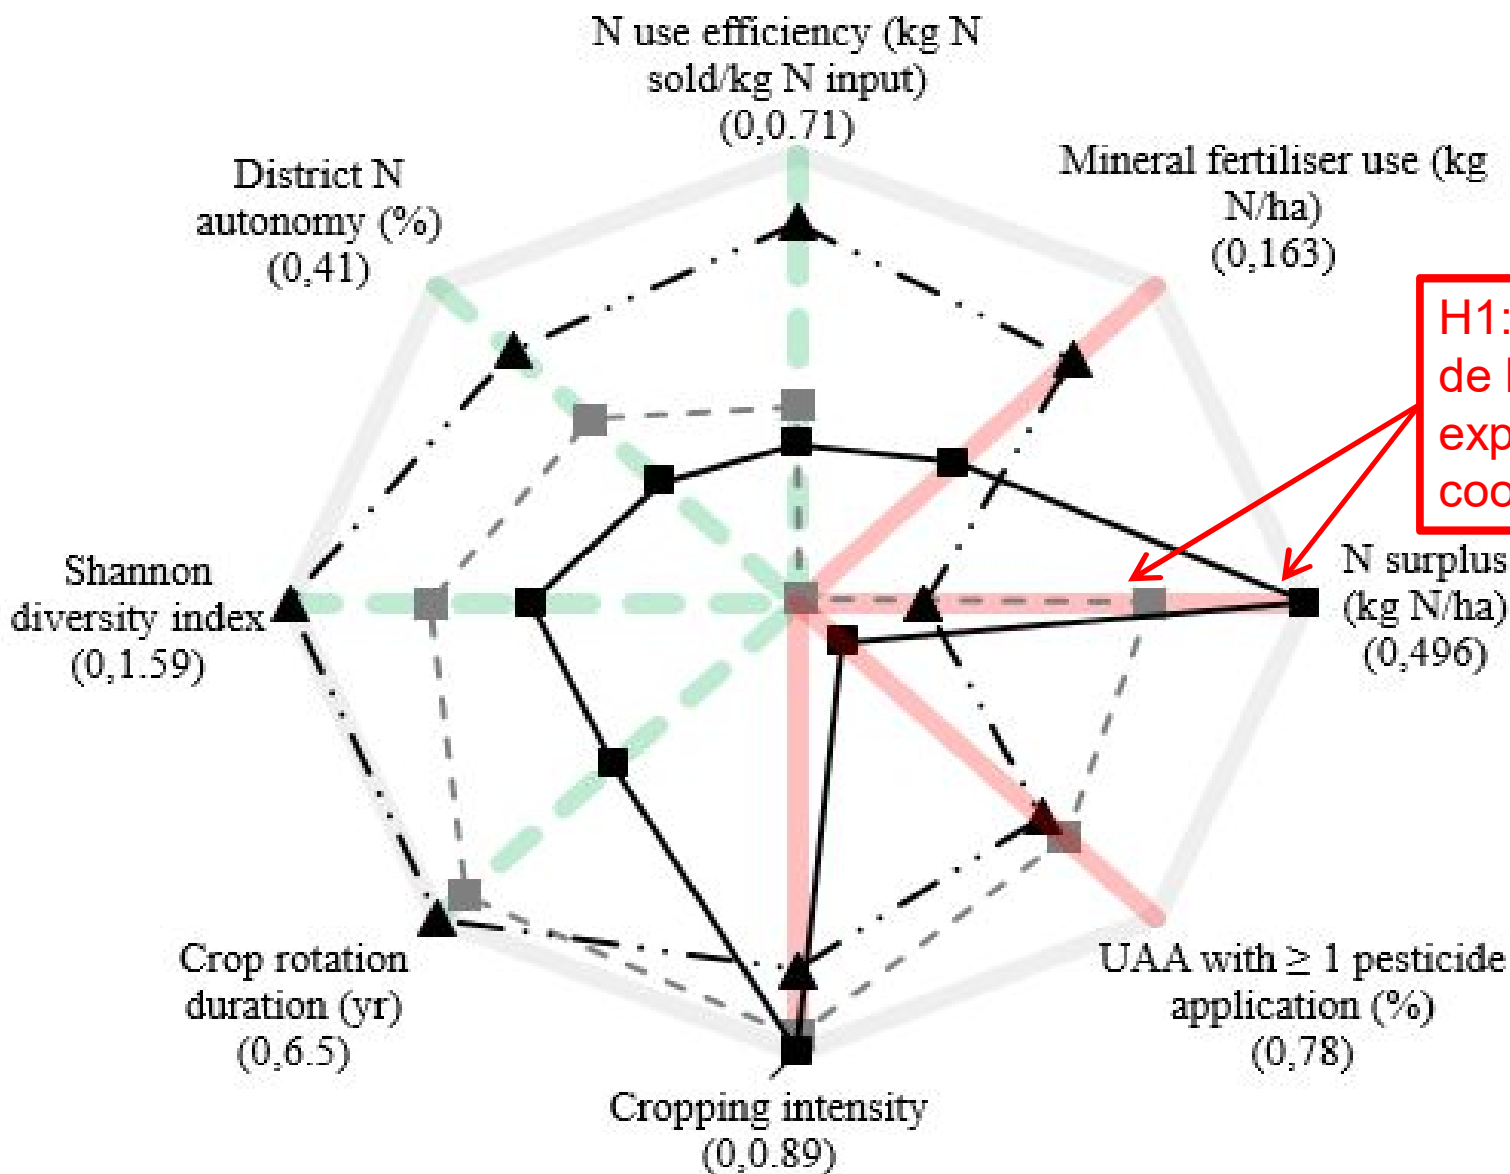 N use efficiency (kg N
sold/kg N input)
(0,0.71)
Mineral fertiliser use (kg
N/ha)
(0,163)
District N
autonomy (%)
(0,41)
H1:
de
N surplus
(kg N/ha)
(0,496)
Shannon
diversity index
(0,1.59)
UAA with ≥ 1 pesticide
application (%)
(0,78)
Crop rotation
duration (yr)
(0,6.5)
Cropping intensity
(0,0.89)